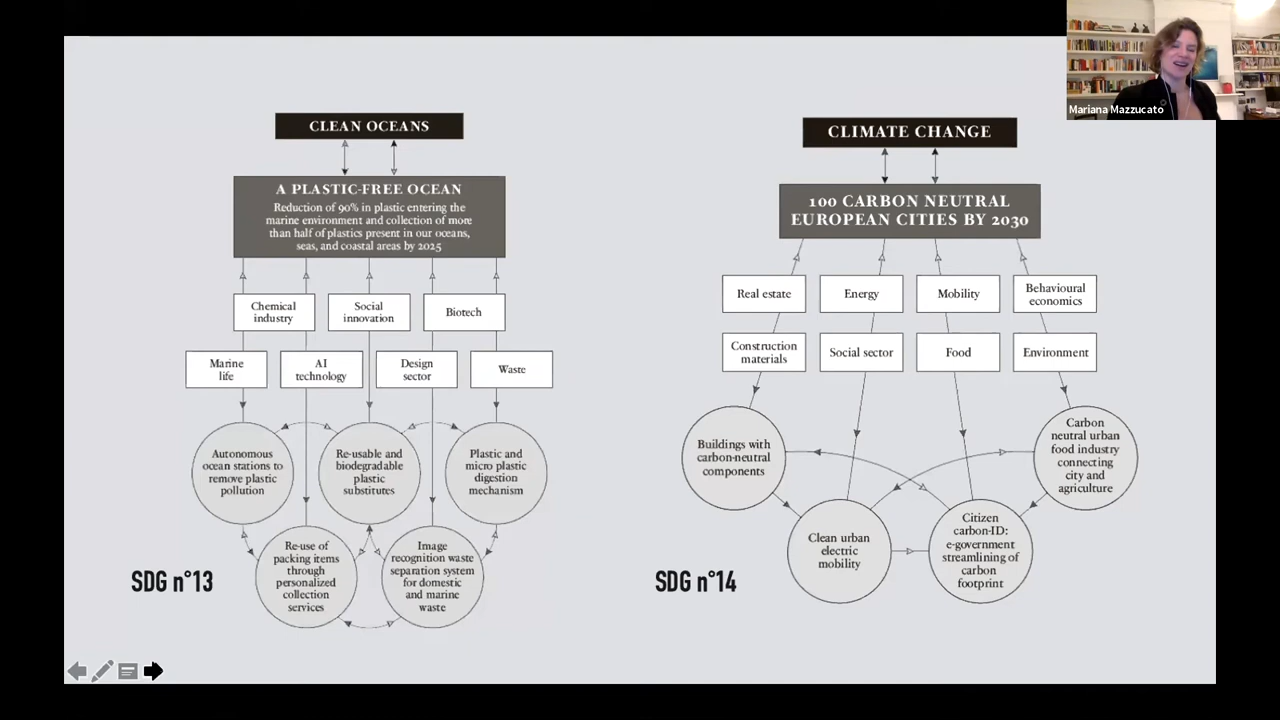 Mariana Mazzucato
CLEAN OCEANS
A PLASTIC-FREE OCEAN
Reduction of 90% in plastic entering the
marine environment and collection of more
than half of plastics present in our oceans,
seas, and coastal areas by 2025
Chemical
industry
Social
innovation
Biotech
Marine
life
AI
technology
Design
sector
Waste
Autonomous
ocean stations to
remove plastic
pollution
Re-usable and
biodegradable
plastic
substitutes
Plastic and
micro plastic
digestion
mechanism
Re-use of
packing items
through
personalized
collection
services
Image
recognition waste
separation system
for domestic
and marine
waste
SDG n°13
CLIMATE CHANGE
100 CARBON NEUTRAL
EUROPEAN CITIES BY 2030
Real estate
Energy
Mobility
Behavioural
economics
Construction
materials
Social sector
Food
Environment
Buildings with
carbon-neutral
components
Carbon
neutral urban
food industry
connecting
city and
agriculture
Clean urban
electric
mobility
Citizen
carbon-ID:
e-government
streamlining of
carbon
footprint
SDG n°14